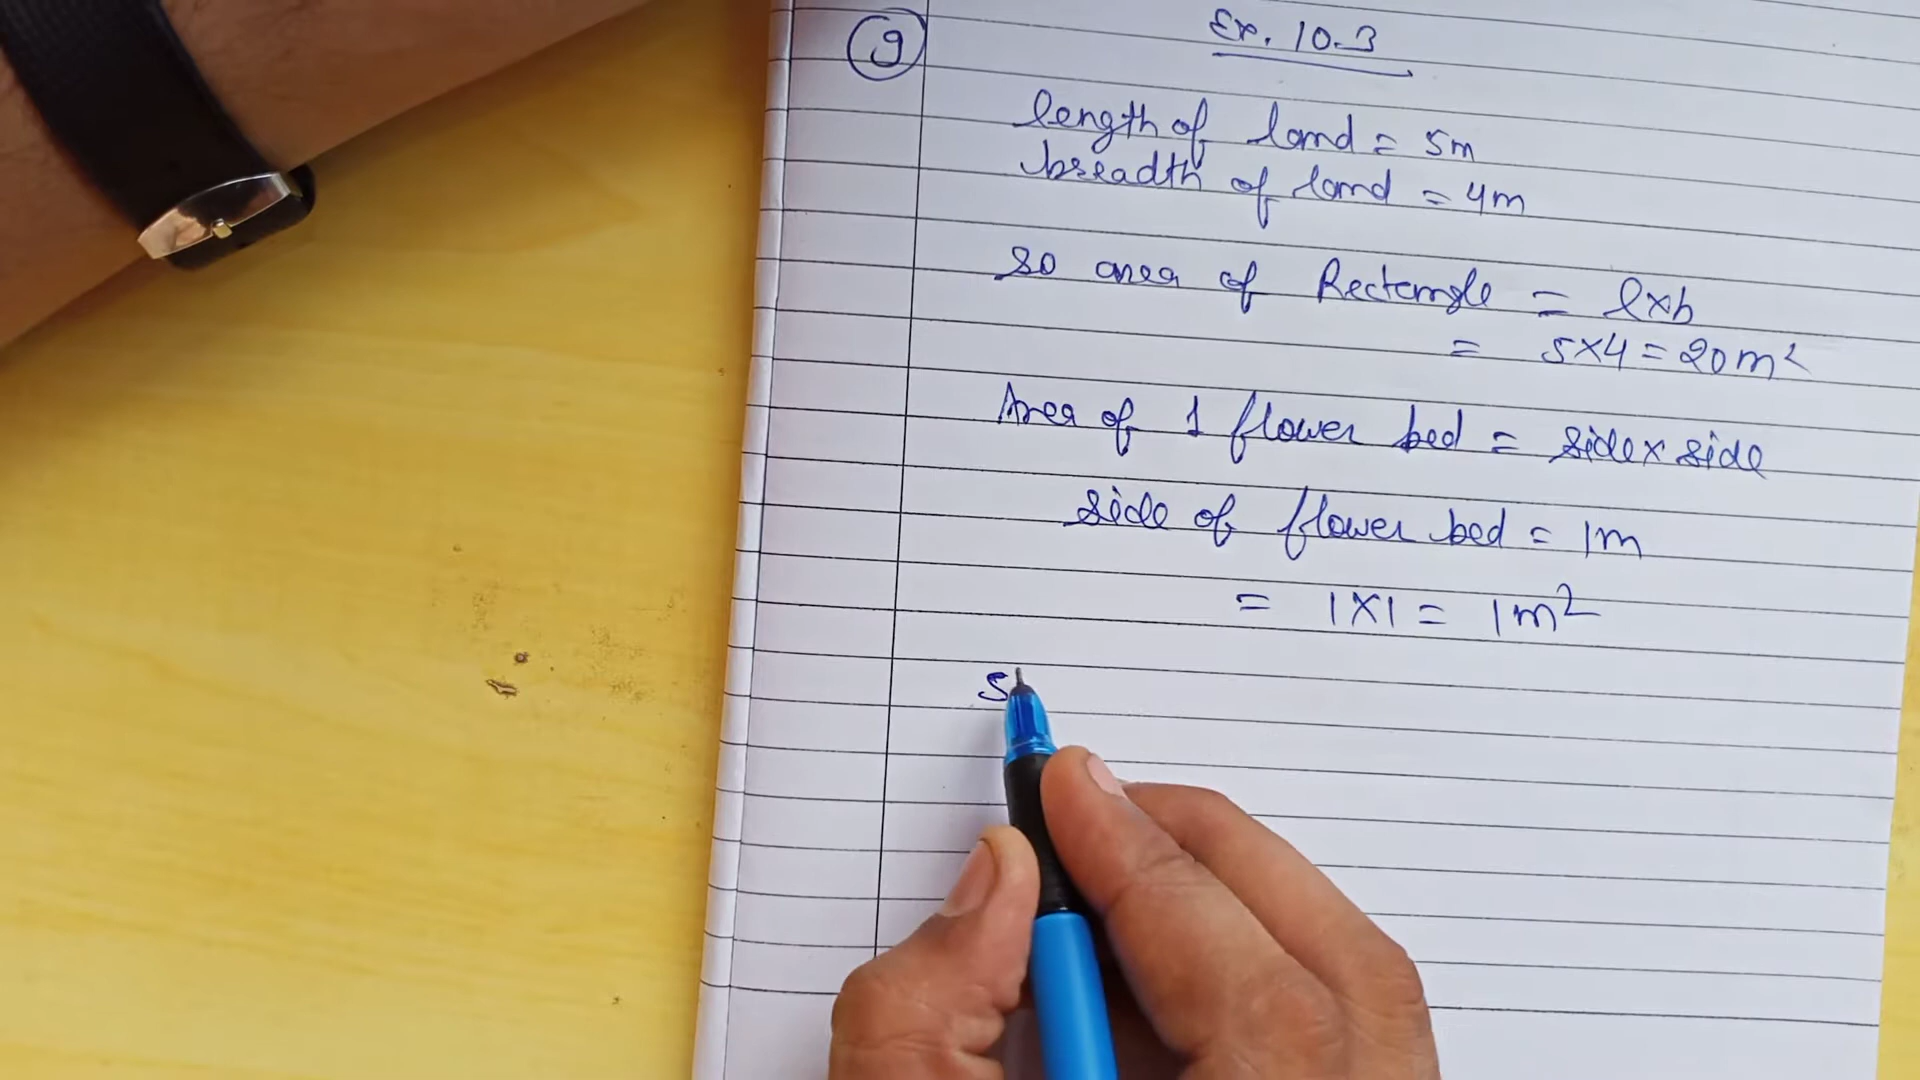 9
Ex. 10.3
length of land = 5m
breadth of land = 4m
so area of Rectangle = l×b
= 5×4 = 20m²
Area of 1 flower bed = side×side
side of flower bed = 1m
= 1×1 = 1m²
S